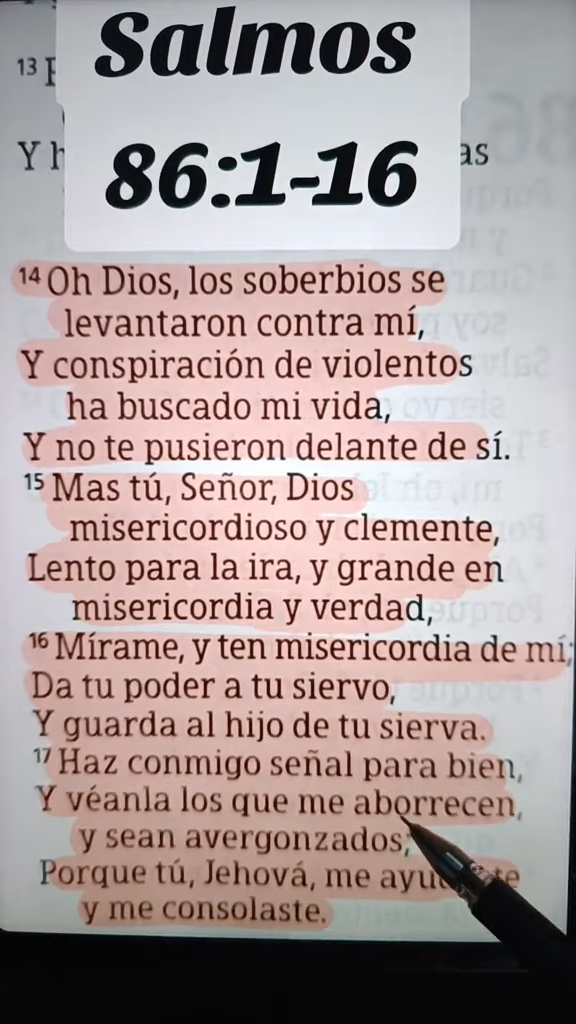 Salmos
86:1-16
13
Y
as
14 Oh Dios, los soberbios se
levantaron contra mí,
Y conspiración de violentos
ha buscado mi vida,
Y no te pusieron delante de sí.
15 Mas tú, Señor, Dios
misericordioso y clemente,
Lento para la ira, y grande en
misericordia y verdad,
16 Mírame, y ten misericordia de mí;
Da tu poder a tu siervo,
Y guarda al hijo de tu sierva.
17 Haz conmigo señal para bien,
Y véanla los que me aborrecen,
y sean avergonzados;
Porque tú, Jehová, me ayudaste
y me consolaste.